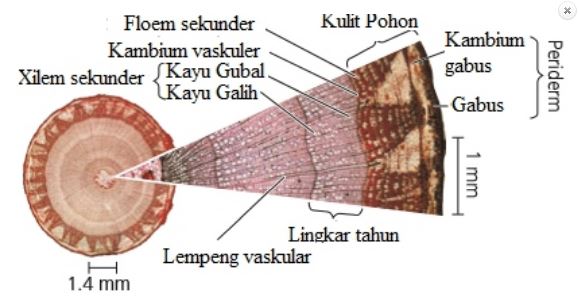 Floem sekunder
Kulit Pohon
Kambium vaskuler
Kambium
gabus
Xilem sekunder
Kayu Gubal
Kayu Galih
Gabus
Periderm
1 mm
Lingkar tahun
Lempeng vaskular
1.4 mm